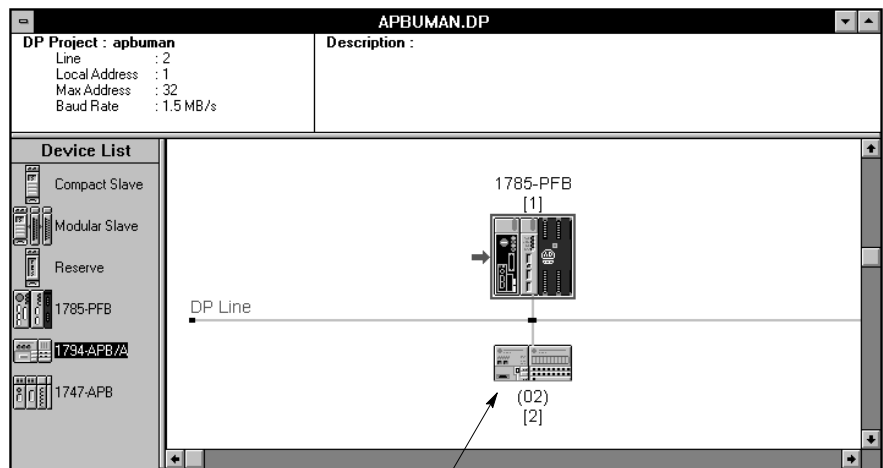 APBUMAN.DP
DP Project : apbuman
Line : 2
Local Address : 1
Max Address : 32
Baud Rate : 1.5 MB/s
Description :
Device List
Compact Slave
Modular Slave
Reserve
1785-PFB
1794-APB/A
1747-APB
1785-PFB
[1]
DP Line
(02)
[2]